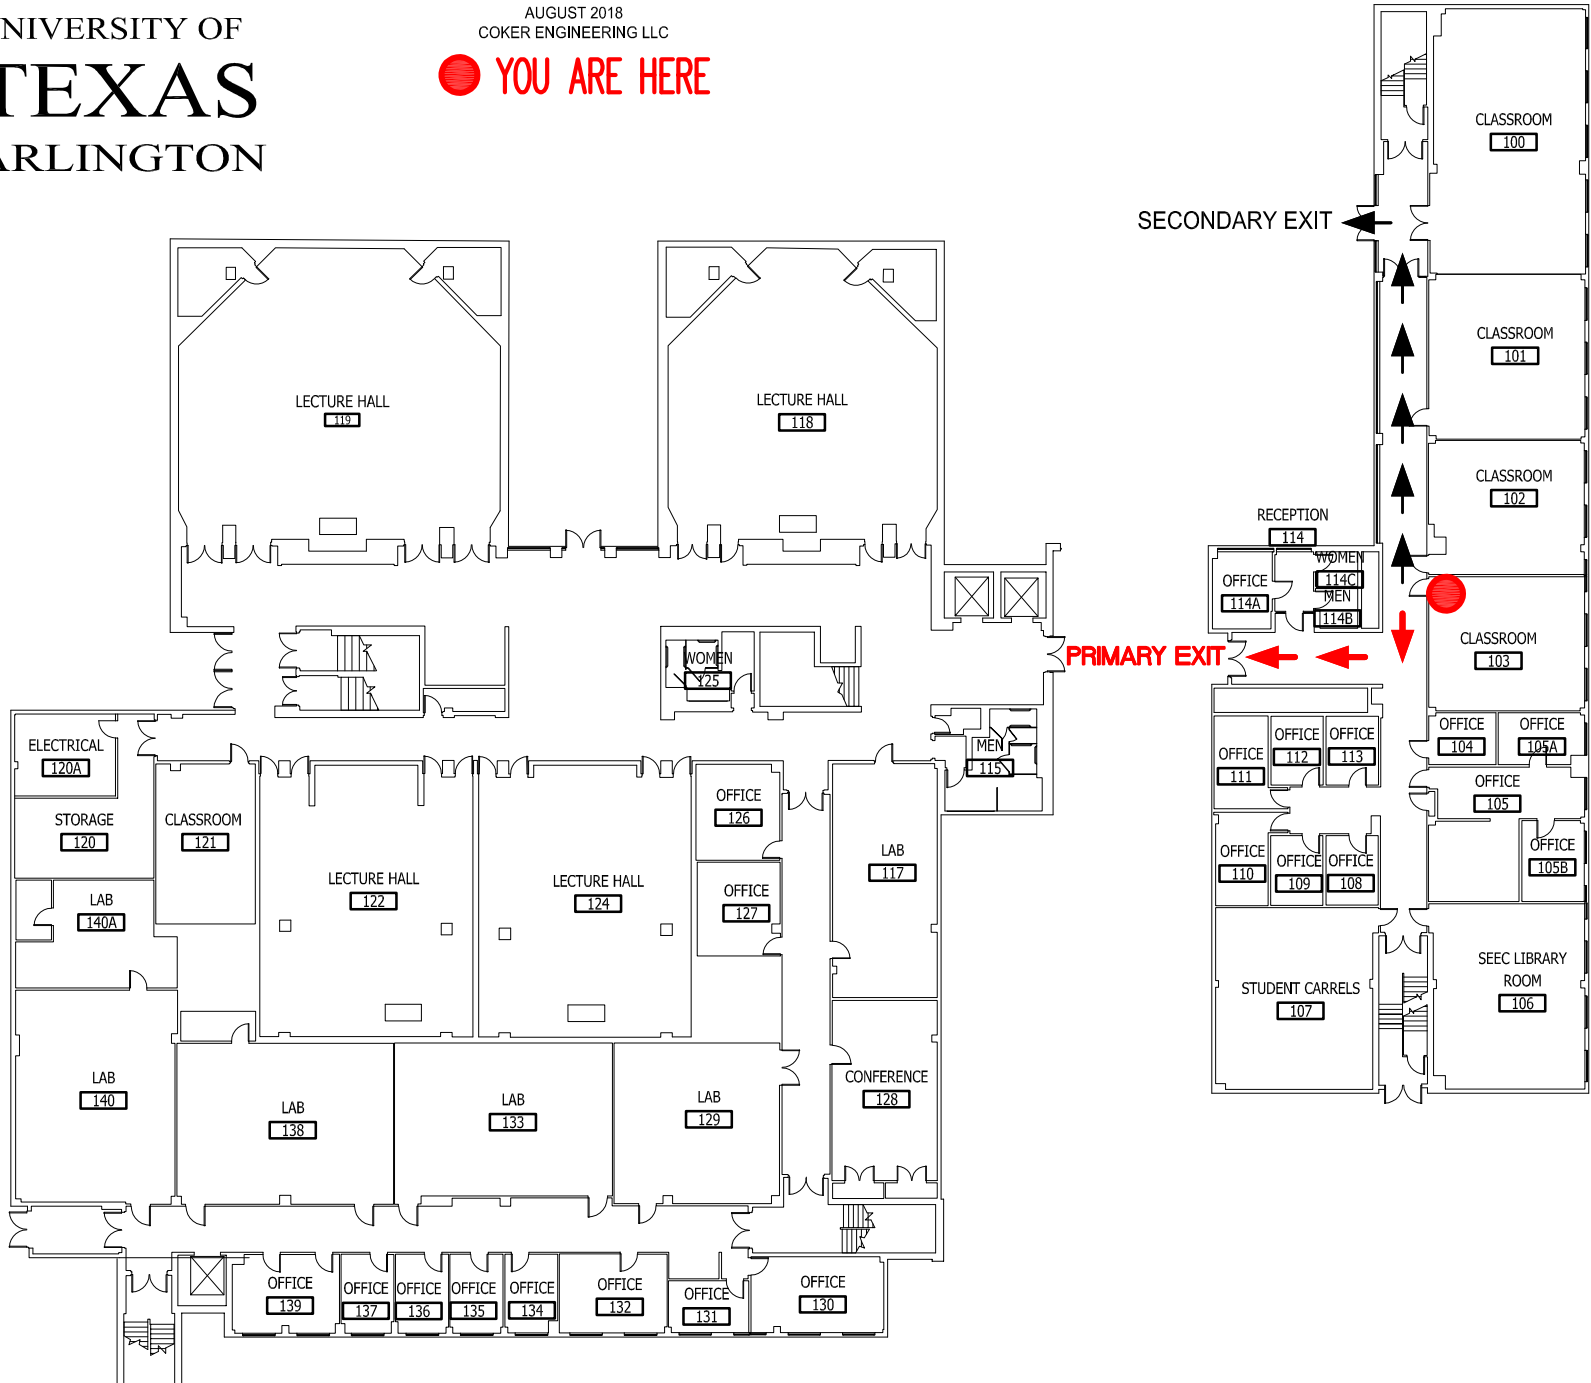 NIVERSITY OF
TEXAS
ARLINGTON
AUGUST 2018
COKER ENGINEERING LLC
YOU ARE HERE
CLASSROOM
100
SECONDARY EXIT
CLASSROOM
101
CLASSROOM
102
RECEPTION
114
WOMEN
114C
OFFICE
114A
MEN
114B
CLASSROOM
103
PRIMARY EXIT
LECTURE HALL
119
LECTURE HALL
118
WOMEN
125
MEN
115
ELECTRICAL
120A
STORAGE
120
CLASSROOM
121
LAB
140A
LECTURE HALL
122
LECTURE HALL
124
OFFICE
126
OFFICE
127
LAB
117
CONFERENCE
128
LAB
140
LAB
138
LAB
133
LAB
129
OFFICE
139
OFFICE
137
OFFICE
136
OFFICE
135
OFFICE
134
OFFICE
132
OFFICE
131
OFFICE
130
OFFICE
104
OFFICE
105A
OFFICE
111
OFFICE
112
OFFICE
113
OFFICE
105
OFFICE
105B
OFFICE
110
OFFICE
109
OFFICE
108
STUDENT CARRELS
107
SEEC LIBRARY
ROOM
106